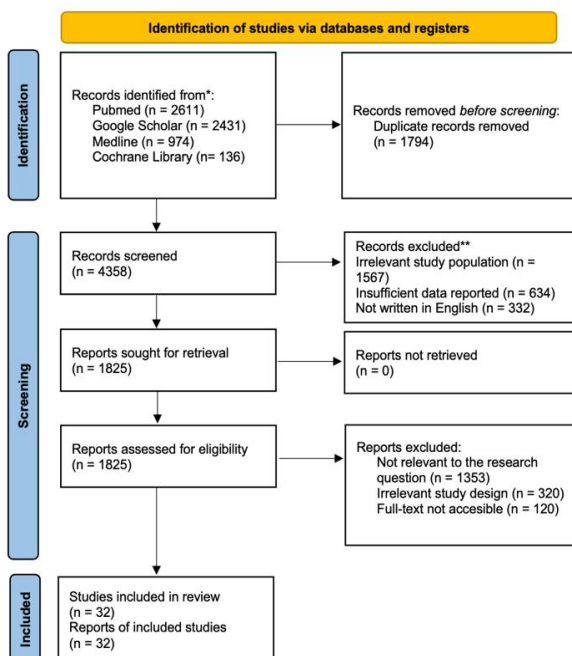 Identification of studies via databases and registers
Identification
Records identified from*:
Pubmed (n = 2611)
Google Scholar (n = 2431)
Medline (n = 974)
Cochrane Library (n= 136)
Records removed before screening:
Duplicate records removed
(n = 1794)
Screening
Records screened
(n = 4358)
Records excluded**
Irrelevant study population (n =
1567)
Insufficient data reported (n = 634)
Not written in English (n = 332)
Reports sought for retrieval
(n = 1825)
Reports not retrieved
(n = 0)
Reports assessed for eligibility
(n = 1825)
Reports excluded:
Not relevant to the research
question (n = 1353)
Irrelevant study design (n = 320)
Full-text not accesible (n = 120)
Included
Studies included in review
(n = 32)
Reports of included studies
(n = 32)